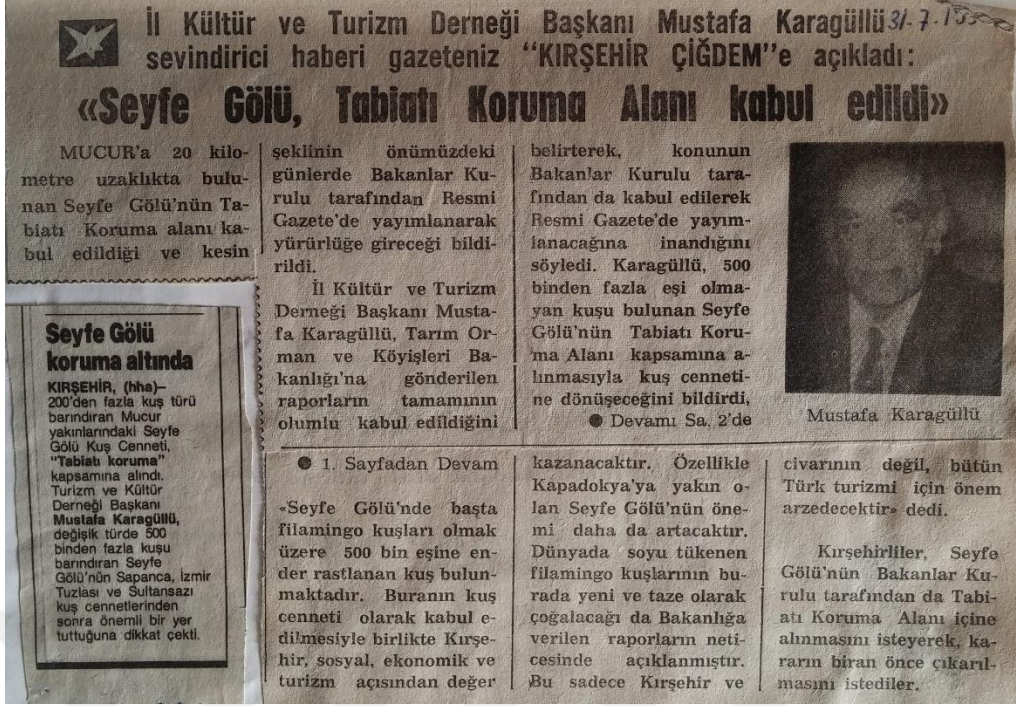 İl Kültür ve Turizm Derneği Başkanı Mustafa Karagüllü 31.7.
sevindirici haberi gazeteniz "KIRŞEHİR ÇİĞDEM"e açıkladı:
«Seyfe Gölü, Tabiatı Koruma Alanı kabul edildi»
MUCUR'a 20 kilo-
metre uzaklıkta bulu-
nan Seyfe Gölü'nün Ta-
biatı Koruma alanı ka-
bul edildiği ve kesin
şeklinin önümüzdeki
günlerde Bakanlar Ku-
rulu tarafından Resmi
Gazete'de yayımlanarak
yürürlüğe gireceği bildi-
rildi.
İl Kültür ve Turizm
Derneği Başkanı Musta-
fa Karagüllü, Tarım Or-
man ve Köyişleri Ba-
kanlığı'na gönderilen
raporların tamamının
olumlu kabul edildiğini
belirterek, konunun
Bakanlar Kurulu tara-
fından da kabul edilerek
Resmi Gazete'de yayım-
lanacağına inandığını
söyledi. Karagüllü, 500
binden fazla eşi olma-
yan kuşu bulunan Seyfe
Gölü'nün Tabiatı Koru-
ma Alanı kapsamına a-
lınmasıyla kuş cenneti-
ne dönüşeceğini bildirdi,
● Devamı Sa. 2'de
Mustafa Karagüllü
Seyfe Gölü
koruma altında
KIRŞEHİR, (hha)–
200'den fazla kuş türü
barındıran Mucur
yakınlarındaki Seyfe
Gölü Kuş Cenneti,
"Tabiatı koruma"
kapsamına alındı.
Turizm ve Kültür
Derneği Başkanı
Mustafa Karagüllü,
değişik türde 500
binden fazla kuşu
barındıran Seyfe
Gölü'nün Sapanca, İzmir
Tuzlası ve Sultansazı
kuş cennetlerinden
sonra önemli bir yer
tuttuğuna dikkat çekti.
● 1. Sayfadan Devam
«Seyfe Gölü'nde başta
filamingo kuşları olmak
üzere 500 bin eşine en-
der rastlanan kuş bulun-
maktadır. Buranın kuş
cenneti olarak kabul e-
dilmesiyle birlikte Kırşe-
hir, sosyal, ekonomik ve
turizm açısından değer
kazanacaktır. Özellikle
Kapadokya'ya yakın o-
lan Seyfe Gölü'nün öne-
mi daha da artacaktır.
Dünyada soyu tükenen
filamingo kuşlarının bu-
rada yeni ve taze olarak
çoğalacağı da Bakanlığa
verilen raporların neti-
cesinde açıklanmıştır.
Bu sadece Kırşehir ve
civarının değil, bütün
Türk turizmi için önem
arzedecektir» dedi.
Kırşehirliler, Seyfe
Gölü'nün Bakanlar Ku-
rulu tarafından da Tabi-
atı Koruma Alanı içine
alınmasını isteyerek, ka-
rarın biran önce çıkarıl-
masını istediler.